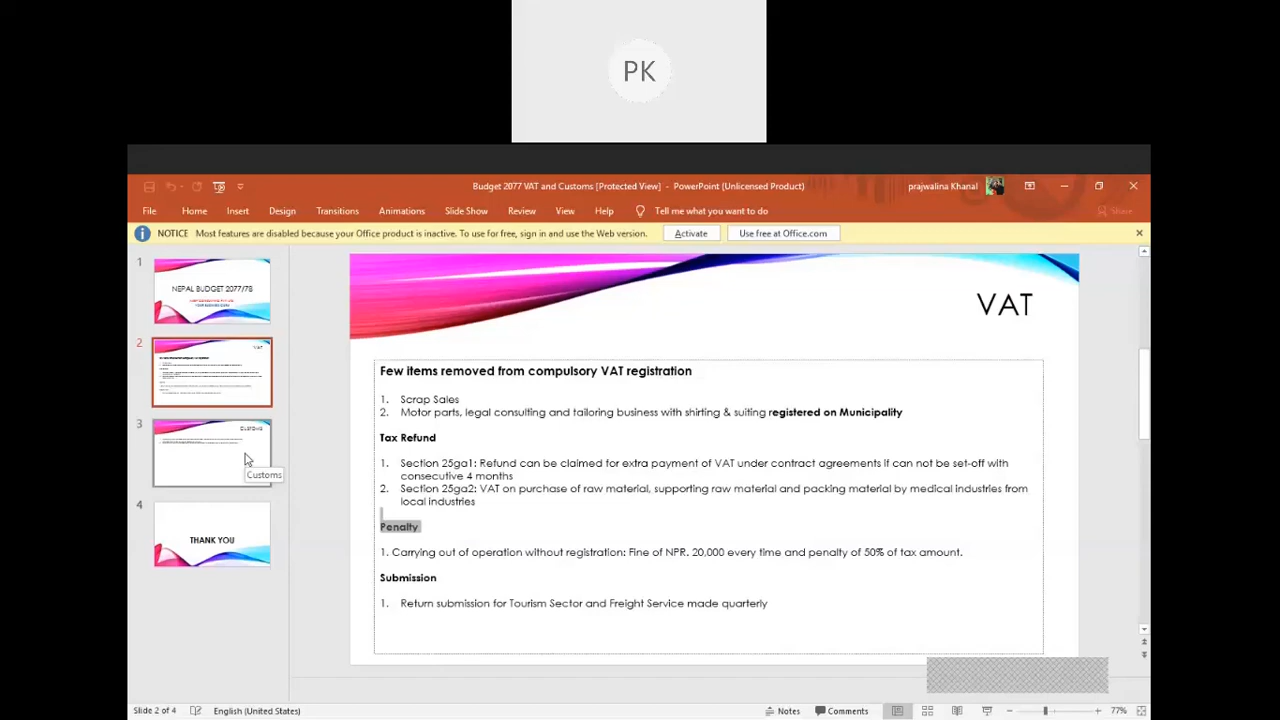 PK
Budget 2077 VAT and Customs [Protected View] - PowerPoint (Unlicensed Product)
prajwalina Khanal
File Home Insert Design Transitions Animations Slide Show Review View Help Tell me what you want to do Share
NOTICE Most features are disabled because your Office product is inactive. To use for free, sign in and use the Web version. Activate Use free at Office.com
1
NEPAL BUDGET 2077/78
2
VAT
3
Customs
Customs
4
THANK YOU
VAT
Few items removed from compulsory VAT registration
1. Scrap Sales
2. Motor parts, legal consulting and tailoring business with shirting & suiting registered on Municipality
Tax Refund
1. Section 25ga1: Refund can be claimed for extra payment of VAT under contract agreements if can not be set-off with
consecutive 4 months
2. Section 25ga2: VAT on purchase of raw material, supporting raw material and packing material by medical industries from
local industries
Penalty
1. Carrying out of operation without registration: Fine of NPR. 20,000 every time and penalty of 50% of tax amount.
Submission
1. Return submission for Tourism Sector and Freight Service made quarterly
Slide 2 of 4 English (United States) Notes Comments 77%